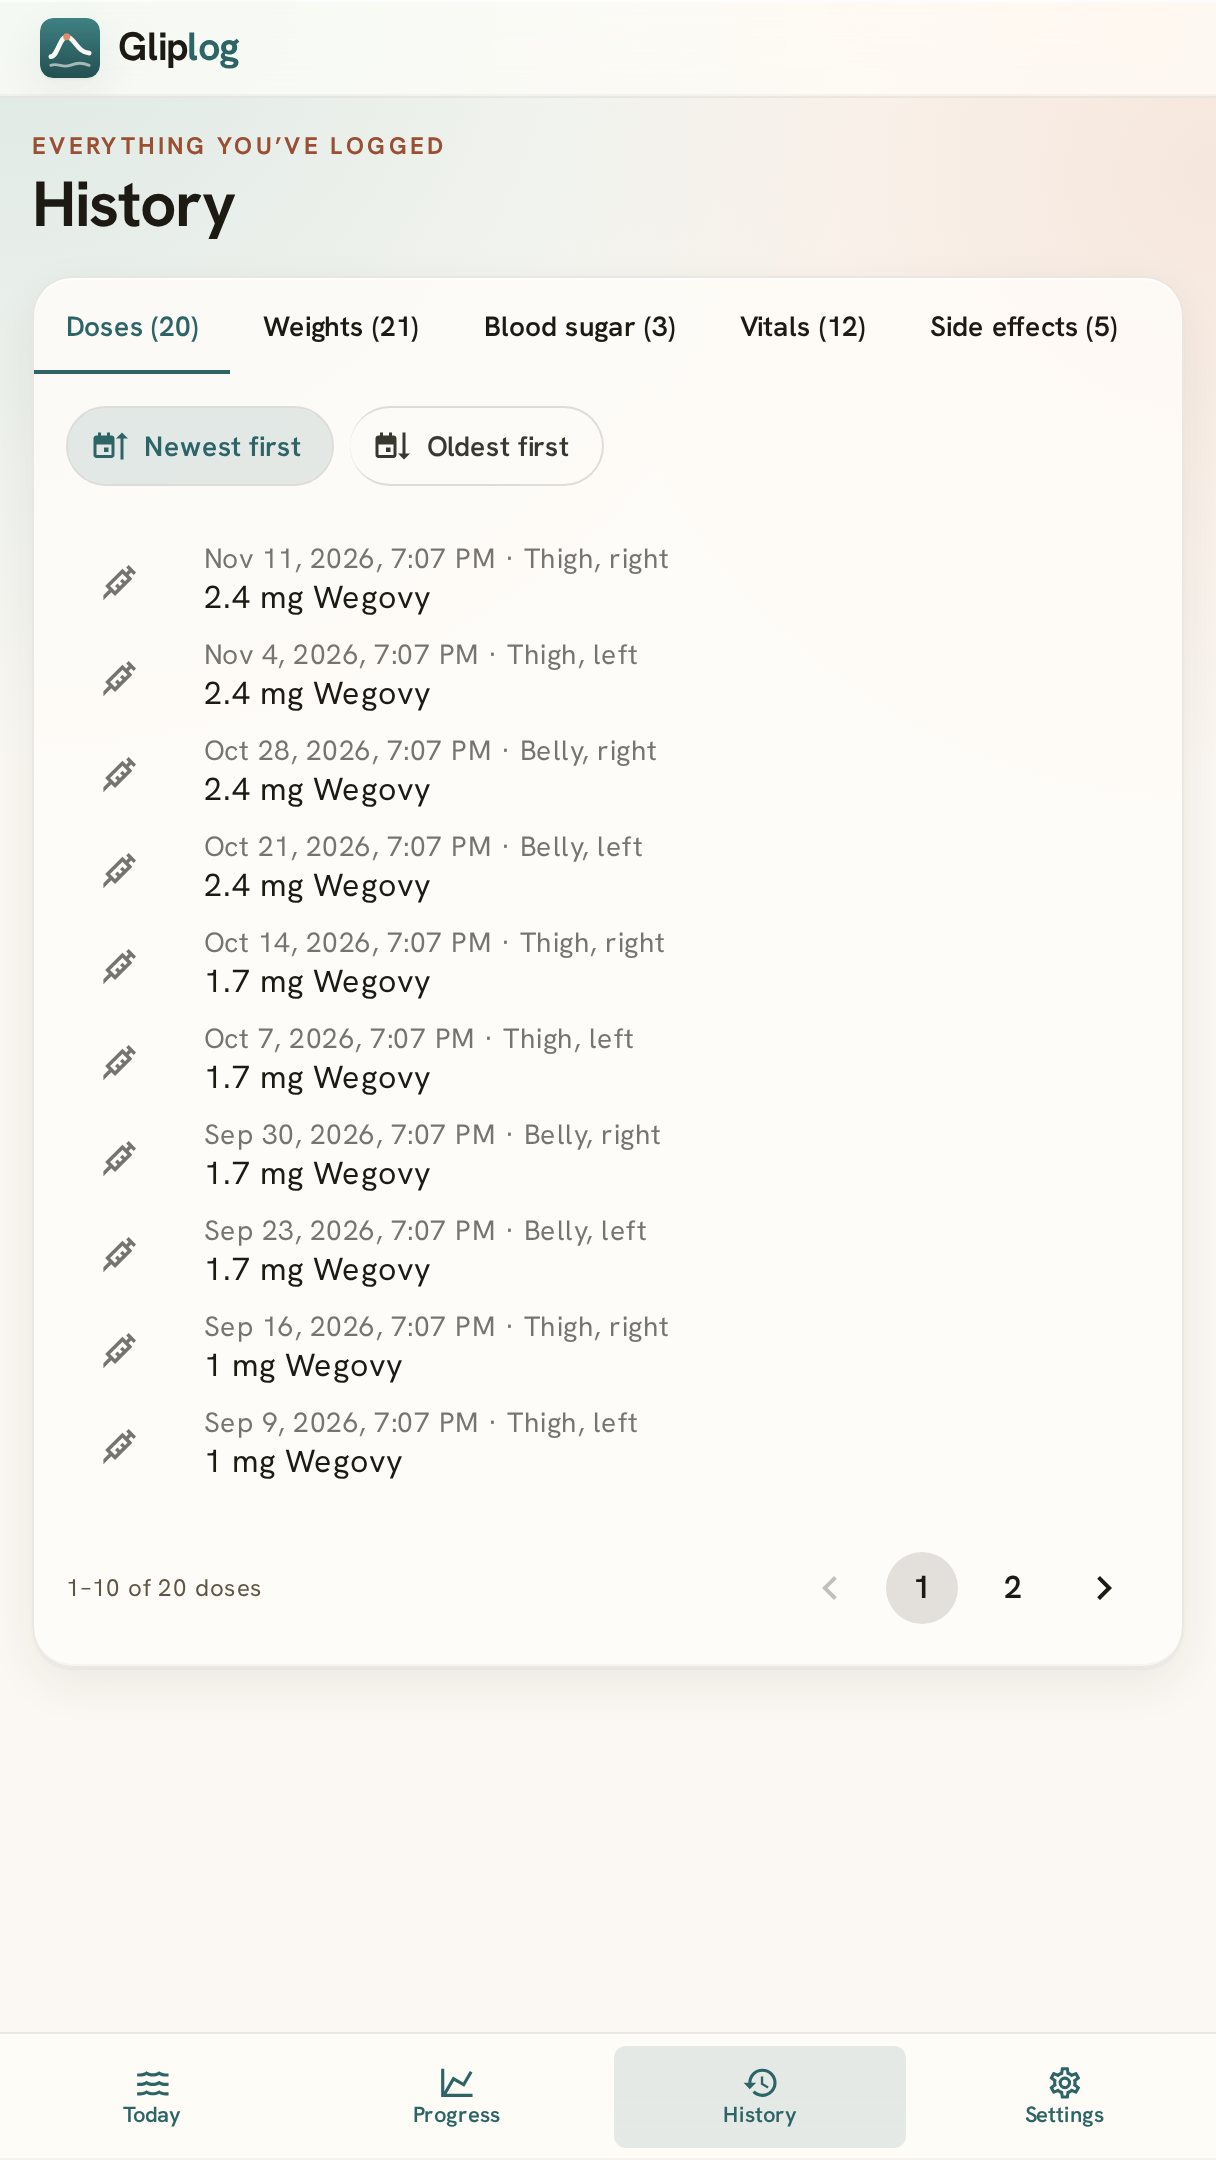 Gliplog
EVERYTHING YOU’VE LOGGED
History
Doses (20) Weights (21) Blood sugar (3) Vitals (12) Side effects (5)
Newest first Oldest first
Nov 11, 2026, 7:07 PM · Thigh, right
2.4 mg Wegovy
Nov 4, 2026, 7:07 PM · Thigh, left
2.4 mg Wegovy
Oct 28, 2026, 7:07 PM · Belly, right
2.4 mg Wegovy
Oct 21, 2026, 7:07 PM · Belly, left
2.4 mg Wegovy
Oct 14, 2026, 7:07 PM · Thigh, right
1.7 mg Wegovy
Oct 7, 2026, 7:07 PM · Thigh, left
1.7 mg Wegovy
Sep 30, 2026, 7:07 PM · Belly, right
1.7 mg Wegovy
Sep 23, 2026, 7:07 PM · Belly, left
1.7 mg Wegovy
Sep 16, 2026, 7:07 PM · Thigh, right
1 mg Wegovy
Sep 9, 2026, 7:07 PM · Thigh, left
1 mg Wegovy
1–10 of 20 doses 1 2
Today Progress History Settings